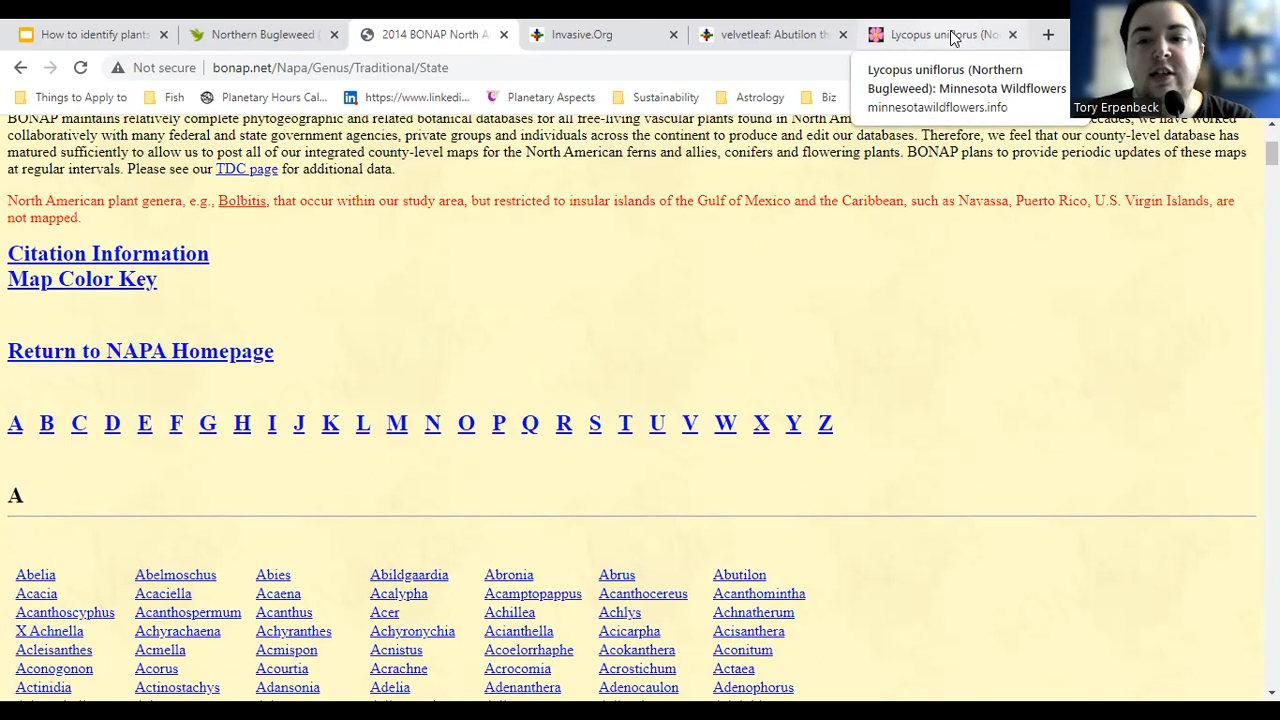 How to identify plants
Northern Bugleweed (
2014 BONAP North A
Invasive.Org
velvetleaf: Abutilon th
Lycopus uniflorus (No
Not secure
bonap.net/Napa/Genus/Traditional/State
Lycopus uniflorus (Northern
Bugleweed): Minnesota Wildflowers
minnesotawildflowers.info
Tory Erpenbeck
Things to Apply to
Fish
Planetary Hours Cal...
https://www.linkedi...
Planetary Aspects
Sustainability
Astrology
Biz
BONAP maintains relatively complete phytogeographic and databases for all free-living vascular plants found in North Am decades, we have worked
collaboratively with many federal and state government agencies, private groups and individuals across the continent to produce and edit our databases. Therefore, we feel that our county-level database has
matured sufficiently to allow us to post all of our integrated county-level maps for the North American ferns and allies, conifers and flowering plants. BONAP plans to provide periodic updates of these maps
at regular intervals. Please see our TDC page for additional data.
North American plant genera, e.g., Bolbitis, that occur within our study area, but restricted to insular islands of the Gulf of Mexico and the Caribbean, such as Navassa, Puerto Rico, U.S. Virgin Islands, are
not mapped.
Citation Information
Map Color Key
Return to NAPA Homepage
A B C D E F G H I J K L M N O P Q R S T U V W X Y Z
A
Abelia Abelmoschus Abies Abildgaardia Abronia Abrus Abutilon
Acacia Acaciella Acaena Acalypha Acamptopappus Acanthocereus Acanthomintha
Acanthoscyphus Acanthospermum Acanthus Acer Achillea Achlys Achnatherum
X Achnella Achyrachaena Achyranthes Achyronychia Acianthella Acicarpha Acisanthera
Acleisanthes Acmella Acmispon Acnistus Acoelorrhaphe Acokanthera Aconitum
Aconogonon Acorus Acourtia Acrachne Acrocomia Acrostichum Actaea
Actinidia Actinostachys Adansonia Adelia Adenanthera Adenocaulon Adenophorus